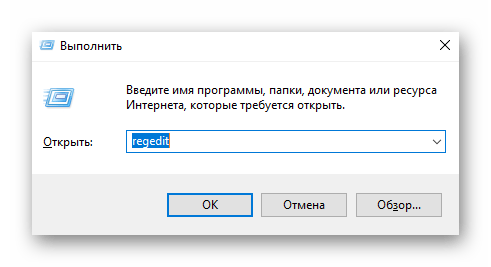 Выполнить
Введите имя программы, папки, документа или ресурса
Интернета, которые требуется открыть.
Открыть: regedit
OK Отмена Обзор...